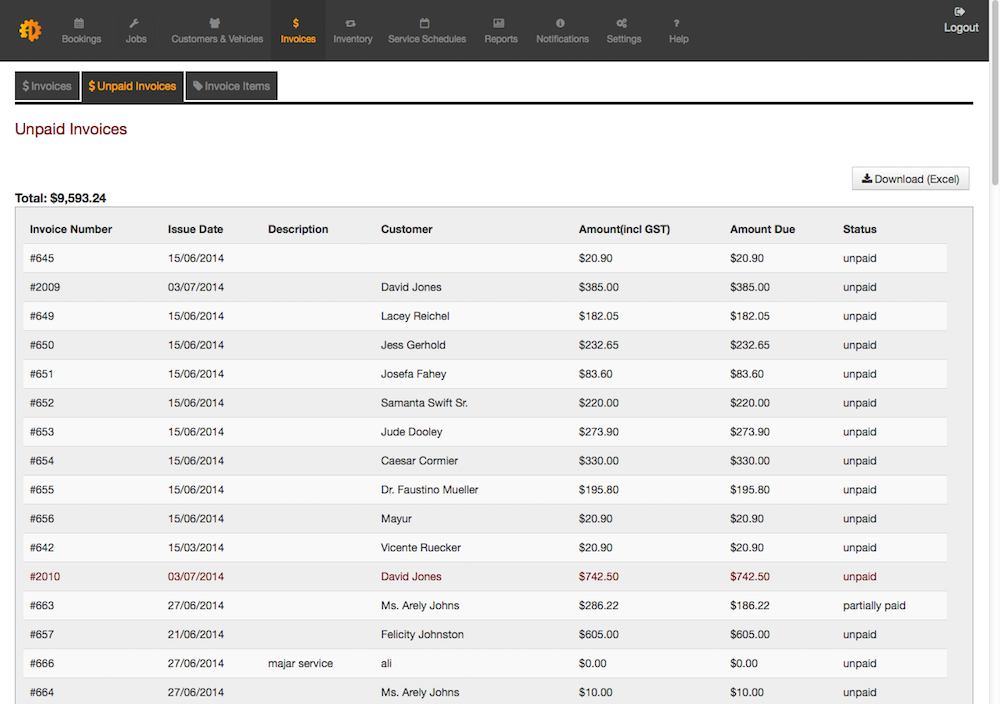 Bookings Jobs Customers & Vehicles Invoices Inventory Service Schedules Reports Notifications Settings Help Logout
$ Invoices $ Unpaid Invoices Invoice Items
Unpaid Invoices
Download (Excel)
Total: $9,593.24
Invoice Number Issue Date Description Customer Amount(incl GST) Amount Due Status
#645 15/06/2014 $20.90 $20.90 unpaid
#2009 03/07/2014 David Jones $385.00 $385.00 unpaid
#649 15/06/2014 Lacey Reichel $182.05 $182.05 unpaid
#650 15/06/2014 Jess Gerhold $232.65 $232.65 unpaid
#651 15/06/2014 Josefa Fahey $83.60 $83.60 unpaid
#652 15/06/2014 Samanta Swift Sr. $220.00 $220.00 unpaid
#653 15/06/2014 Jude Dooley $273.90 $273.90 unpaid
#654 15/06/2014 Caesar Cormier $330.00 $330.00 unpaid
#655 15/06/2014 Dr. Faustino Mueller $195.80 $195.80 unpaid
#656 15/06/2014 Mayur $20.90 $20.90 unpaid
#642 15/03/2014 Vicente Ruecker $20.90 $20.90 unpaid
#2010 03/07/2014 David Jones $742.50 $742.50 unpaid
#663 27/06/2014 Ms. Arely Johns $286.22 $186.22 partially paid
#657 21/06/2014 Felicity Johnston $605.00 $605.00 unpaid
#666 27/06/2014 majar service ali $0.00 $0.00 unpaid
#664 27/06/2014 Ms. Arely Johns $10.00 $10.00 unpaid